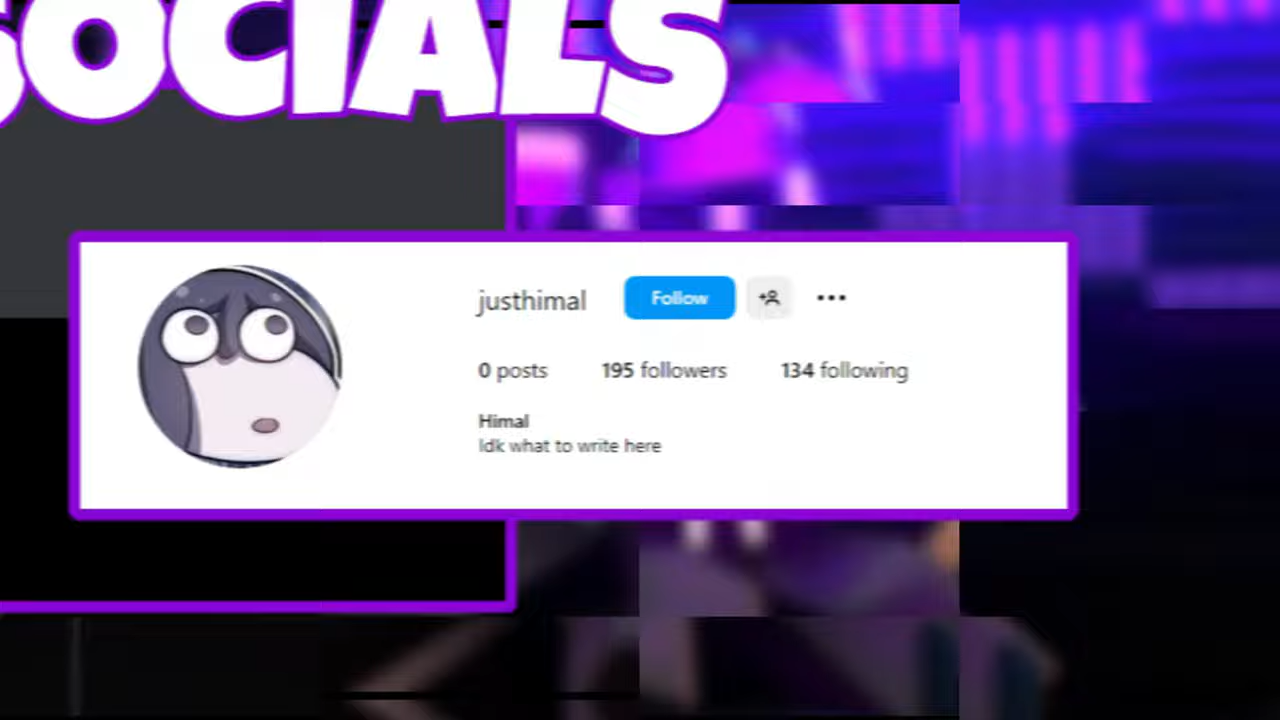 SOCIALS
justhimal Follow
0 posts 195 followers 134 following
Himal
Idk what to write here